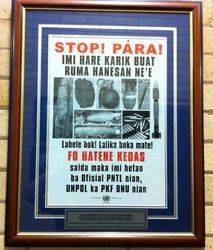 STOP! PÁRA!
IMI HARE KARIK BUAT
RUMA HANESAN NE'E
Labele book! Lalika buka mate!
FO HATENE KEDAS
saida maka imi hetan
ba Ofisial PNTL nian,
UNPOL ka PKF ONU nian